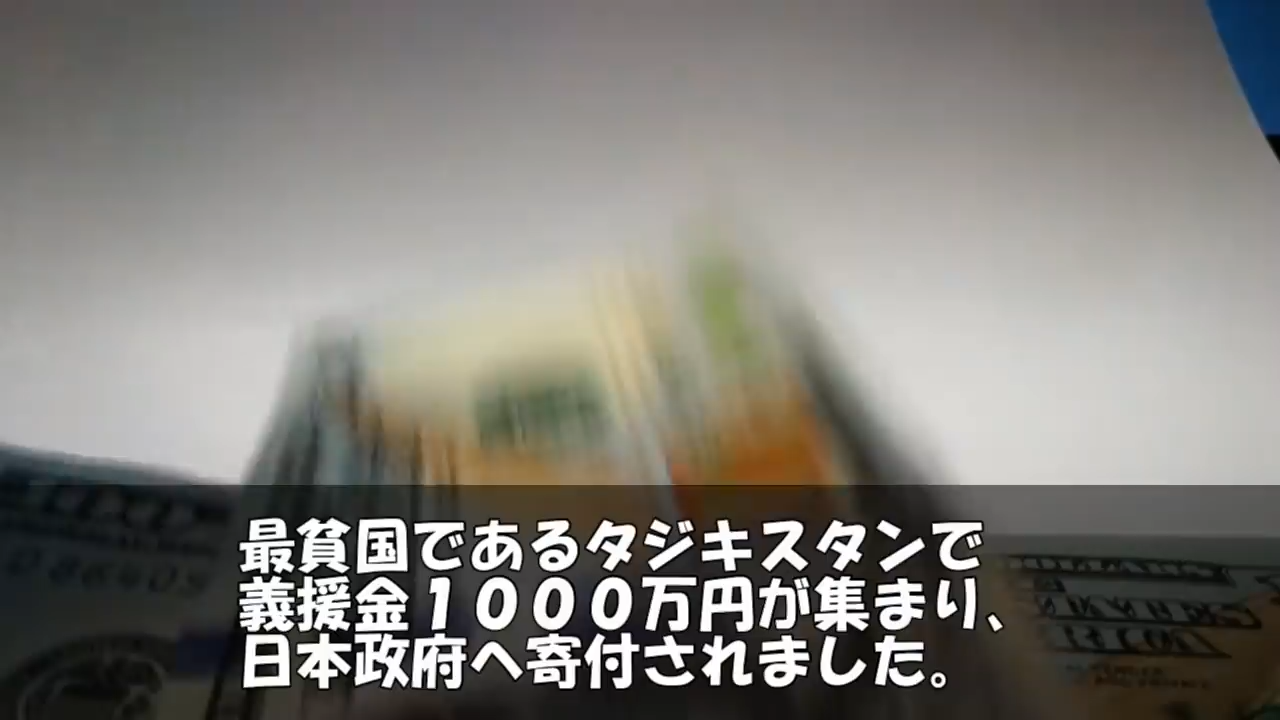 最貧国であるタジキスタンで
義援金１０００万円が集まり、
日本政府へ寄付されました。